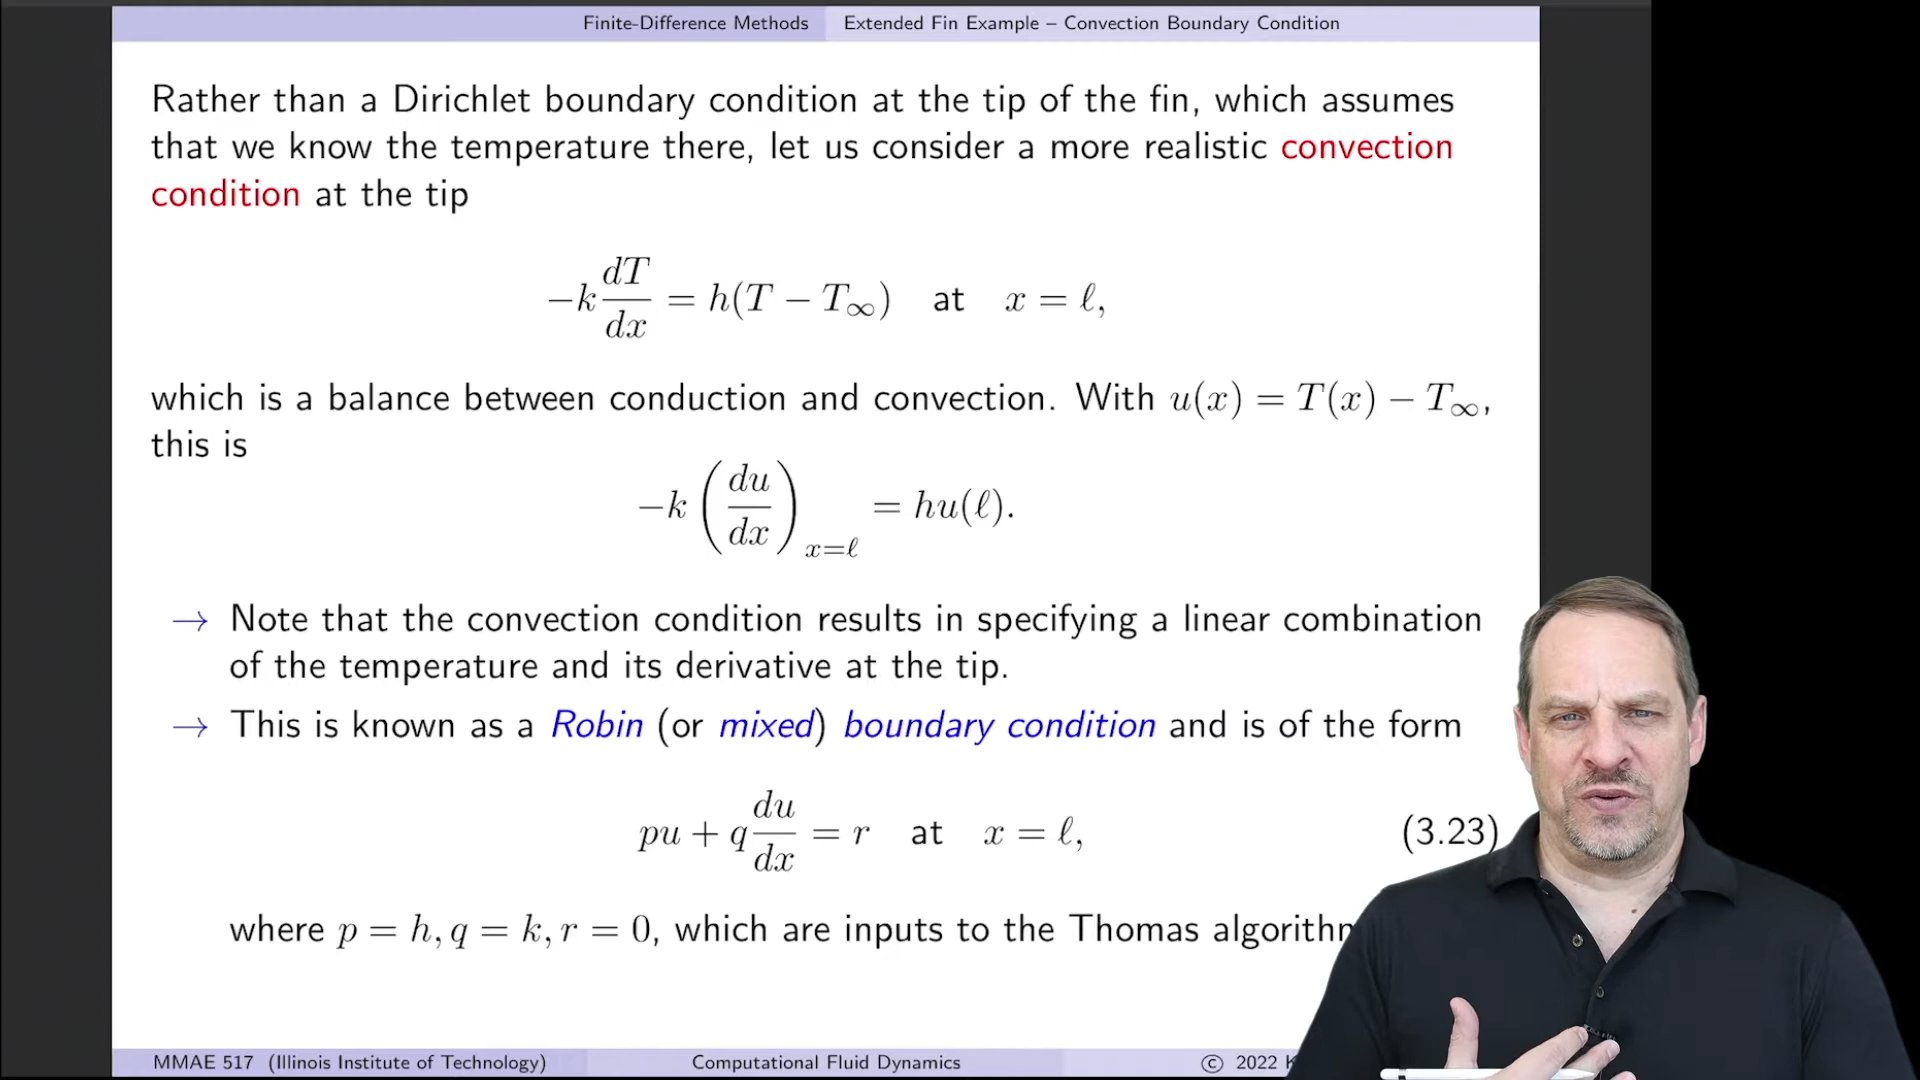 Finite-Difference Methods Extended Fin Example – Convection Boundary Condition
Rather than a Dirichlet boundary condition at the tip of the fin, which assumes
that we know the temperature there, let us consider a more realistic convection
condition at the tip
−k dT/dx = h(T − T∞) at x = ℓ,
which is a balance between conduction and convection. With u(x) = T(x) − T∞,
this is
−k (du/dx)x=ℓ = hu(ℓ).
→ Note that the convection condition results in specifying a linear combination
of the temperature and its derivative at the tip.
→ This is known as a Robin (or mixed) boundary condition and is of the form
pu + q du/dx = r at x = ℓ, (3.23)
where p = h, q = k, r = 0, which are inputs to the Thomas
MMAE 517 (Illinois Institute of Technology) Computational Fluid Dynamics © 2022